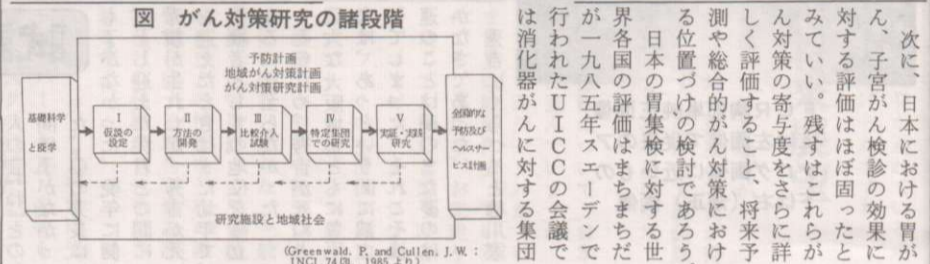 図　がん対策研究の諸段階
予防計画
地域がん対策計画
がん対策研究計画
基礎科学
と疫学
I
仮説の
設定
II
方法の
開発
III
比較介入
試験
IV
特定集団
での研究
V
実証・実践
研究
全国的な
予防及び
ヘルスサー
ビス計画
研究施設と地域社会
(Greenwald, P. and Cullen, J. W. :
JNCI, 74(3), 1985 より)
次に、日本における胃が
ん、子宮がん検診の効果に
対する評価はほぼ固ったと
みていい。残すはこれらが
ん対策の寄与度をさらに詳
しく評価すること、将来予
測や総合的がん対策におけ
る位置づけの検討であろう。
日本の胃集検に対する世
界各国の評価はまちまちだ
が一九八五年スエーデンで
行われたUICCの会議で
は消化器がんに対する集団